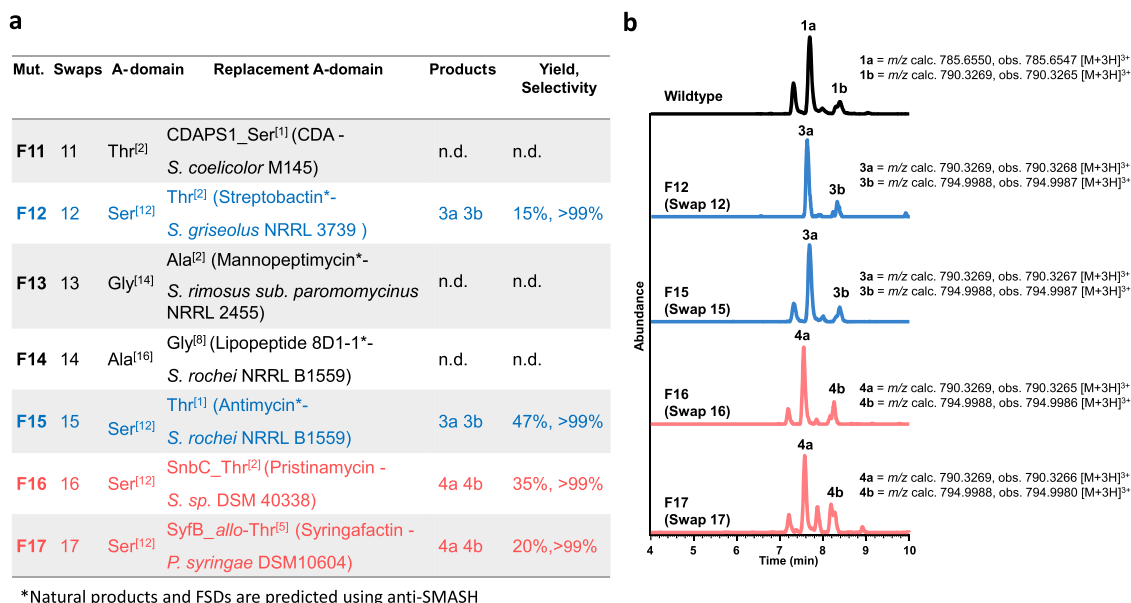 a
Mut. Swaps A-domain Replacement A-domain Products Yield,
Selectivity
CDAPS1_Ser[1] (CDA -
F11 11 Thr[2] n.d. n.d.
S. coelicolor M145)
Thr[2] (Streptobactin*-
F12 12 Ser[12] 3a 3b 15%, >99%
S. griseolus NRRL 3739 )
Ala[2] (Mannopeptimycin*-
F13 13 Gly[14] S. rimosus sub. paromomycinus n.d. n.d.
NRRL 2455)
Gly[8] (Lipopeptide 8D1-1*-
F14 14 Ala[16] n.d. n.d.
S. rochei NRRL B1559)
Thr[1] (Antimycin*-
F15 15 Ser[12] 3a 3b 47%, >99%
S. rochei NRRL B1559)
SnbC_Thr[2] (Pristinamycin -
F16 16 Ser[12] 4a 4b 35%, >99%
S. sp. DSM 40338)
SyfB_allo-Thr[5] (Syringafactin -
F17 17 Ser[12] 4a 4b 20%,>99%
P. syringae DSM10604)
*Natural products and FSDs are predicted using anti-SMASH
b
1a
1b
Wildtype
1a = m/z calc. 785.6550, obs. 785.6547 [M+3H]3+
1b = m/z calc. 790.3269, obs. 790.3265 [M+3H]3+
3a
3b
F12
(Swap 12)
3a = m/z calc. 790.3269, obs. 790.3268 [M+3H]3+
3b = m/z calc. 794.9988, obs. 794.9987 [M+3H]3+
3a
3b
F15
(Swap 15)
3a = m/z calc. 790.3269, obs. 790.3267 [M+3H]3+
3b = m/z calc. 794.9988, obs. 794.9987 [M+3H]3+
4a
4b
F16
(Swap 16)
4a = m/z calc. 790.3269, obs. 790.3265 [M+3H]3+
4b = m/z calc. 794.9988, obs. 794.9986 [M+3H]3+
4a
4b
F17
(Swap 17)
4a = m/z calc. 790.3269, obs. 790.3266 [M+3H]3+
4b = m/z calc. 794.9988, obs. 794.9980 [M+3H]3+
Abundance
4 5 6 7 8 9 10
Time (min)